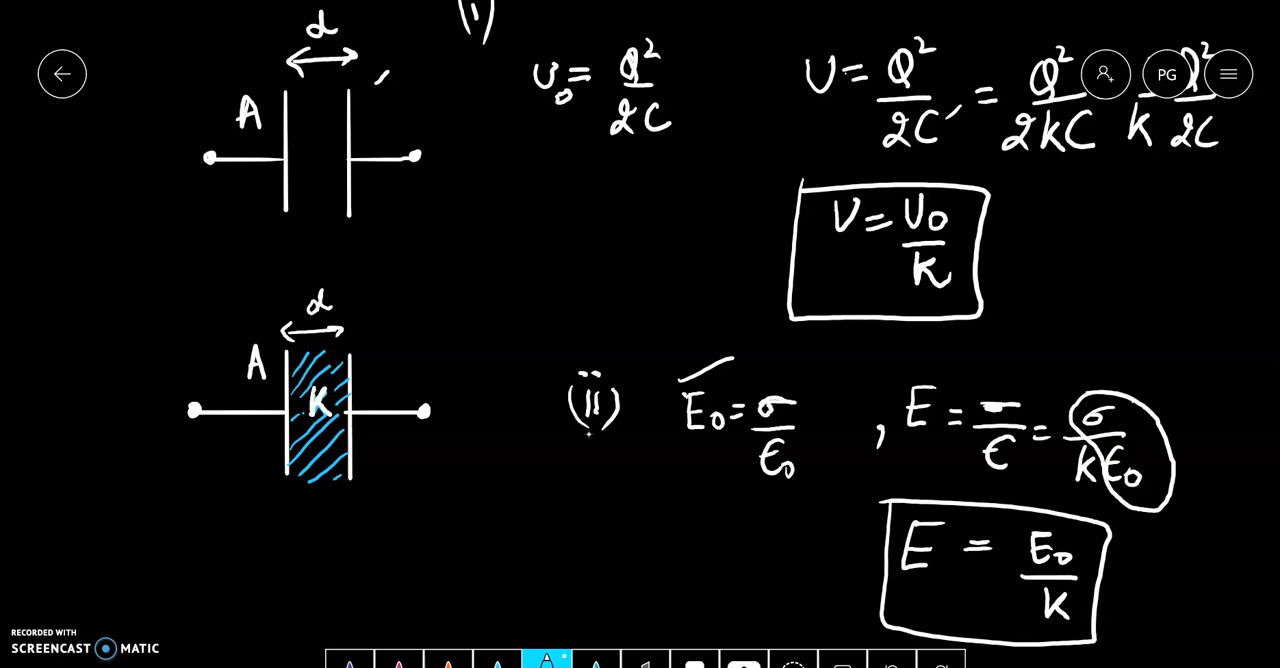 (i)
d
A
U₀ = Q²/2C
U = Q²/2C′ = Q²/2KC K Q²/2C
PG
U = U₀/K
d
A
K
(ii) E₀ = σ/ϵ₀ , E = /ϵ = σ/Kϵ₀
E = E₀/K
RECORDED WITH
SCREENCAST MATIC